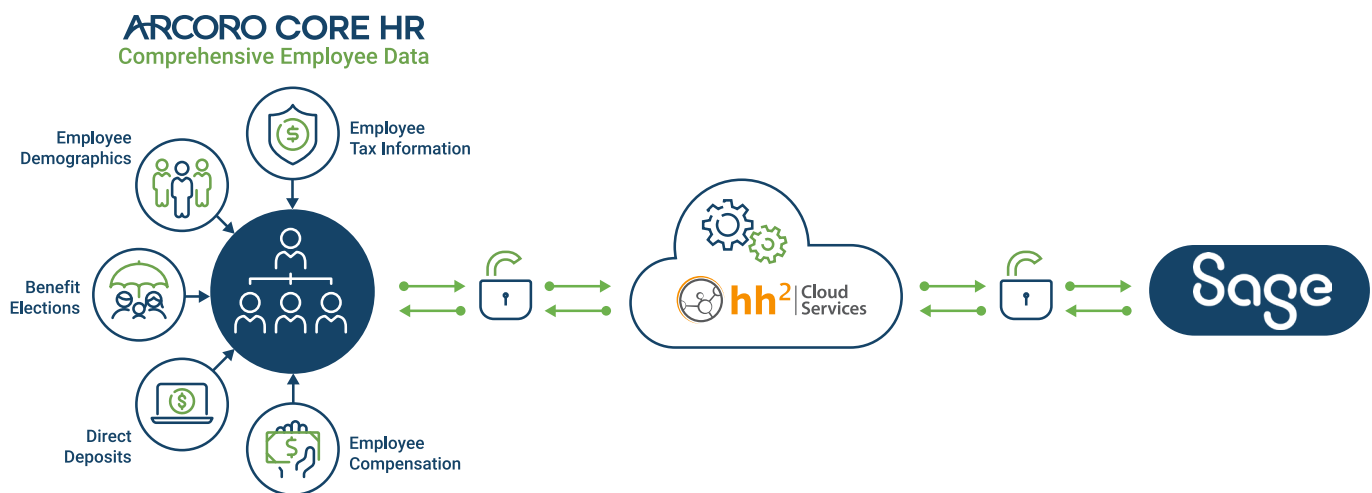 ARCORO CORE HR
Comprehensive Employee Data
Employee
Tax Information
Employee
Demographics
Benefit
Elections
Direct
Deposits
Employee
Compensation
hh2 Cloud
Services
Sage